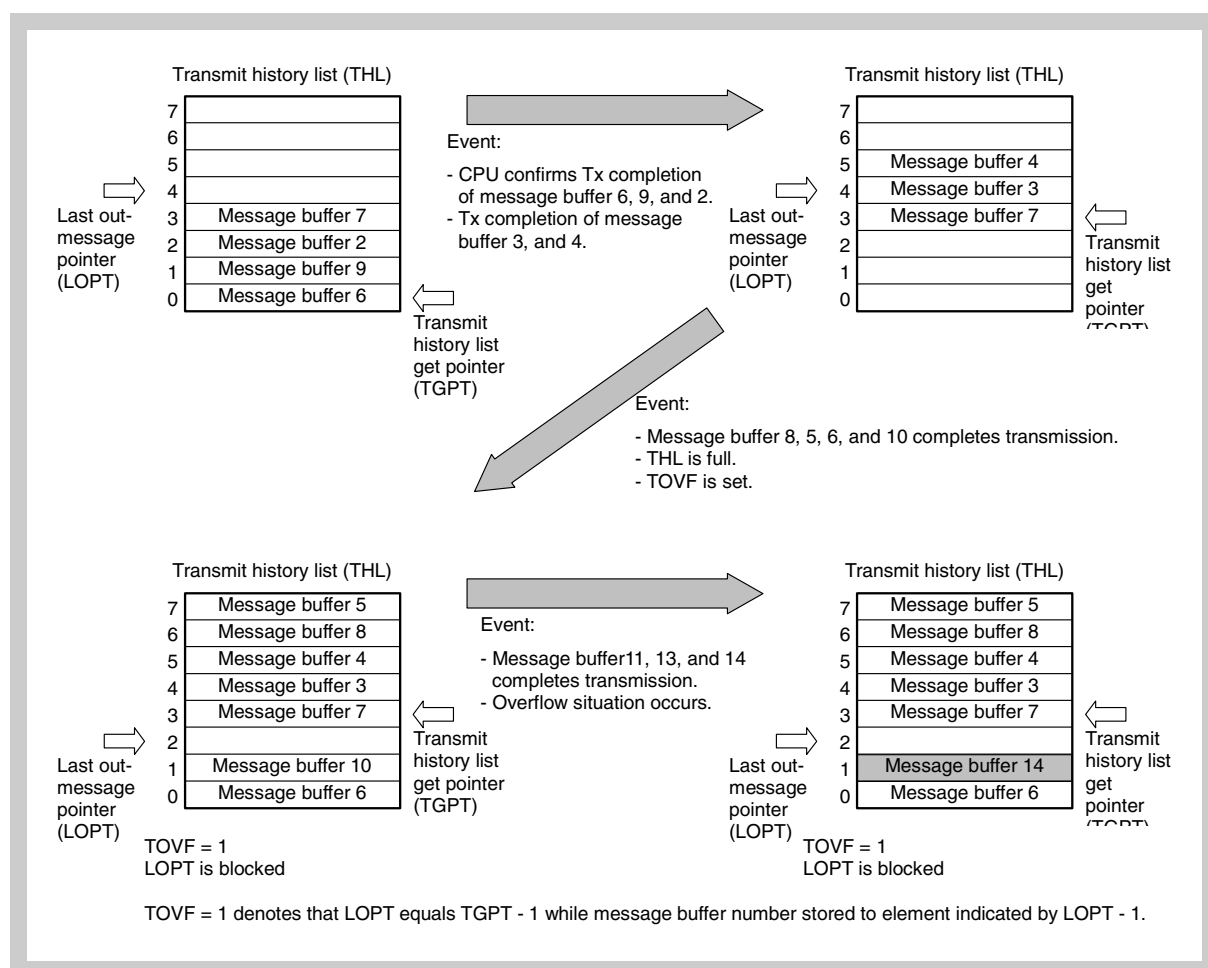 Transmit history list (THL)
7
6
5
4
3 Message buffer 7
2 Message buffer 2
1 Message buffer 9
0 Message buffer 6
Last out-
message
pointer
(LOPT)
Transmit
history list
get pointer
(TGPT)
Event:
- CPU confirms Tx completion
of message buffer 6, 9, and 2.
- Tx completion of message
buffer 3, and 4.
Transmit history list (THL)
7
6
5 Message buffer 4
4 Message buffer 3
3 Message buffer 7
2
1
0
Last out-
message
pointer
(LOPT)
Transmit
history list
get
pointer
(TGPT)
Event:
- Message buffer 8, 5, 6, and 10 completes transmission.
- THL is full.
- TOVF is set.
Transmit history list (THL)
7 Message buffer 5
6 Message buffer 8
5 Message buffer 4
4 Message buffer 3
3 Message buffer 7
2
1 Message buffer 10
0 Message buffer 6
Last out-
message
pointer
(LOPT)
Transmit
history list
get pointer
(TGPT)
TOVF = 1
LOPT is blocked
Event:
- Message buffer11, 13, and 14
completes transmission.
- Overflow situation occurs.
Transmit history list (THL)
7 Message buffer 5
6 Message buffer 8
5 Message buffer 4
4 Message buffer 3
3 Message buffer 7
2
1 Message buffer 14
0 Message buffer 6
Last out-
message
pointer
(LOPT)
Transmit
history list
get
pointer
(TGPT)
TOVF = 1
LOPT is blocked
TOVF = 1 denotes that LOPT equals TGPT - 1 while message buffer number stored to element indicated by LOPT - 1.